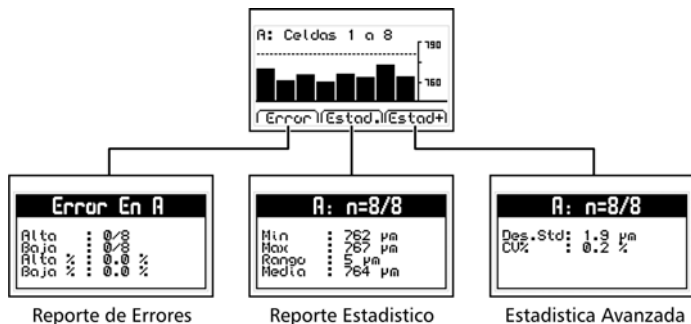 A: Celdas 1 a 8
790
760
Error Estad. Estad+
Error En A
Alta : 0/8
Baja : 0/8
Alta % : 0.0 %
Baja % : 0.0 %
Reporte de Errores
A: n=8/8
Min : 762 µm
Max : 767 µm
Rango : 5 µm
Media : 764 µm
Reporte Estadistico
A: n=8/8
Des.Std: 1.9 µm
CV% : 0.2 %
Estadistica Avanzada